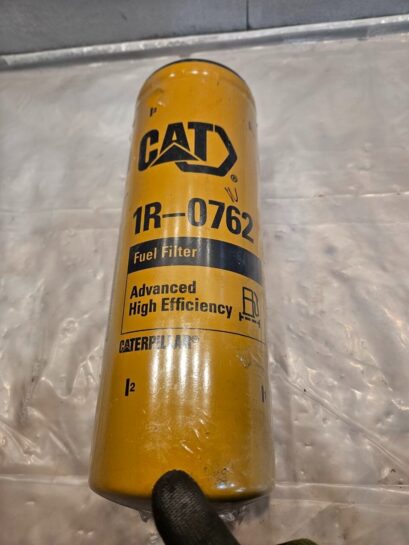 CAT
®
1R-0762
Fuel Filter
Advanced
High Efficiency
CATERPILLAR®